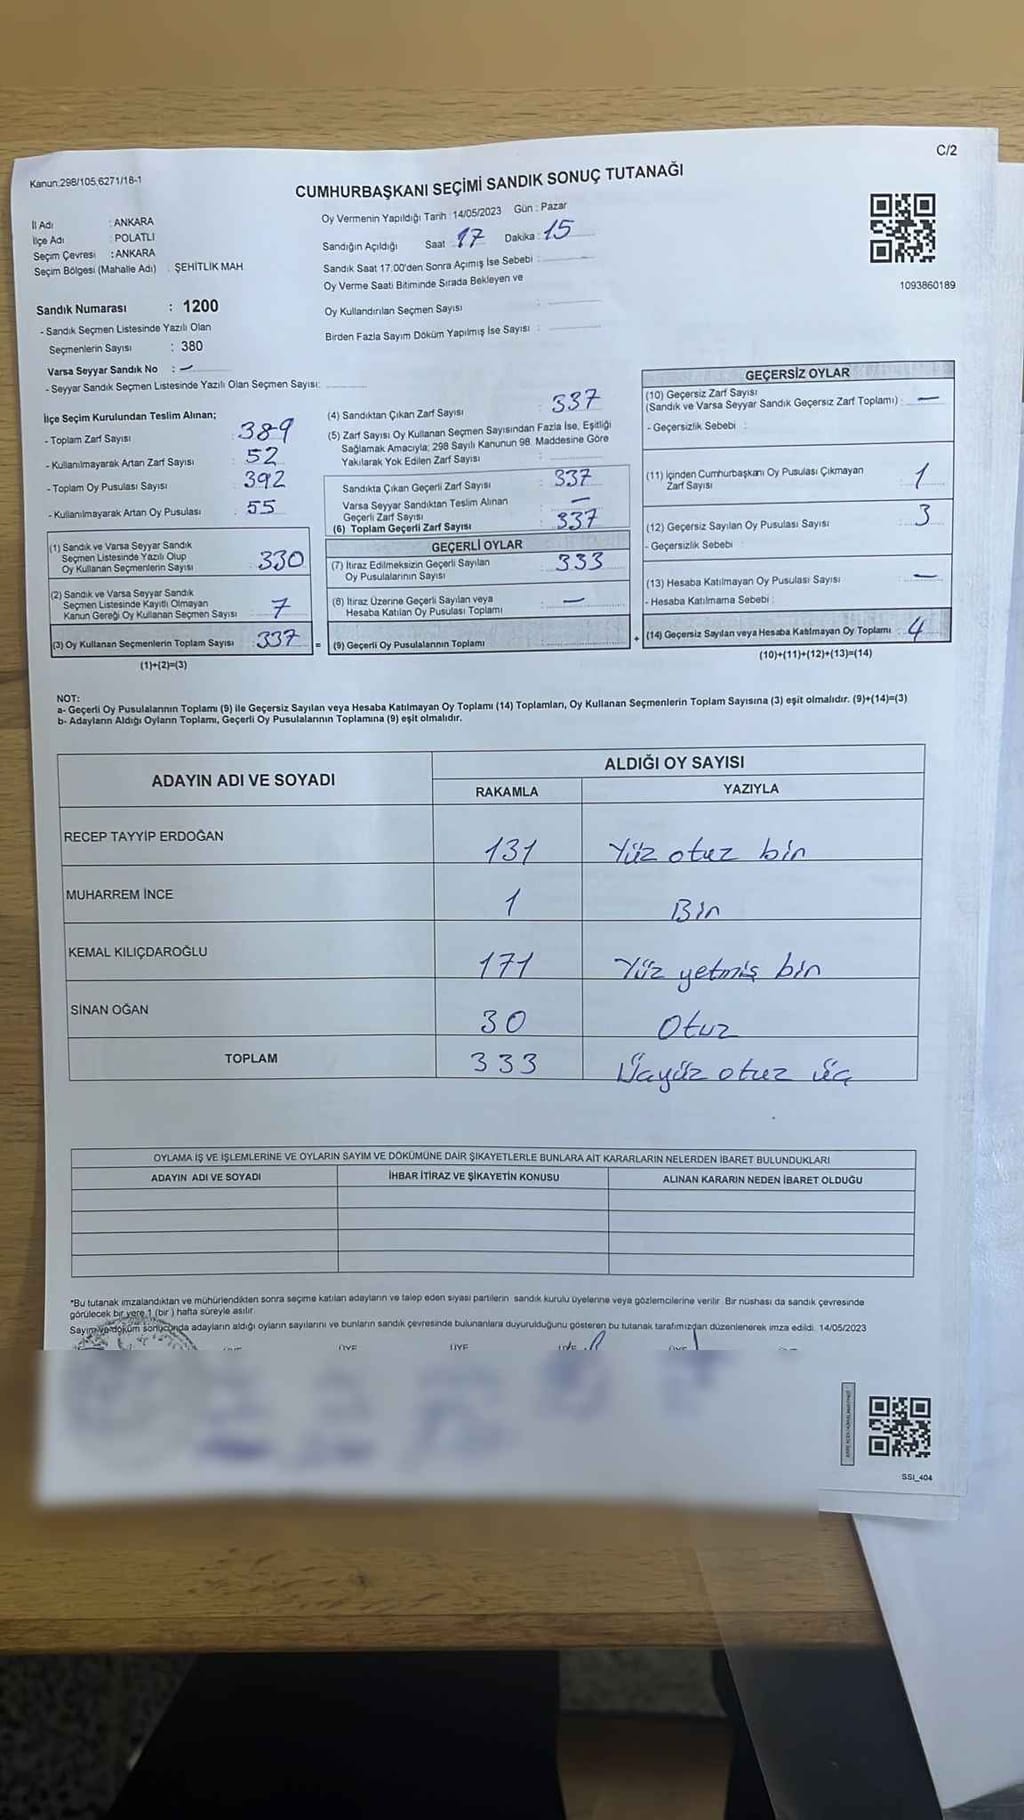 C/2
Kanun.298/105,6271/18-1
CUMHURBAŞKANI SEÇİMİ SANDIK SONUÇ TUTANAĞI
İl Adı : ANKARA
İlçe Adı : POLATLI
Seçim Çevresi : ANKARA
Seçim Bölgesi (Mahalle Adı) : ŞEHİTLİK MAH
Oy Vermenin Yapıldığı Tarih : 14/05/2023 Gün : Pazar
Sandığın Açıldığı Saat 17 Dakika : 15
Sandık Saat 17.00'den Sonra Açımış İse Sebebi :
Oy Verme Saati Bitiminde Sırada Bekleyen ve
Oy Kullandırılan Seçmen Sayısı :
Birden Fazla Sayım Döküm Yapılmış İse Sayısı :
1093860189
Sandık Numarası : 1200
- Sandık Seçmen Listesinde Yazılı Olan
Seçmenlerin Sayısı : 380
Varsa Seyyar Sandık No : —
- Seyyar Sandık Seçmen Listesinde Yazılı Olan Seçmen Sayısı:
İlçe Seçim Kurulundan Teslim Alınan;
- Toplam Zarf Sayısı : 389
- Kullanılmayarak Artan Zarf Sayısı : 52
- Toplam Oy Pusulası Sayısı : 392
- Kullanılmayarak Artan Oy Pusulası : 55
(1) Sandık ve Varsa Seyyar Sandık
Seçmen Listesinde Yazılı Olup
Oy Kullanan Seçmenlerin Sayısı : 330
(2) Sandık ve Varsa Seyyar Sandık
Seçmen Listesinde Kayıtlı Olmayan
Kanun Gereği Oy Kullanan Seçmen Sayısı : 7
(3) Oy Kullanan Seçmenlerin Toplam Sayısı : 337 =
(1)+(2)=(3)
(4) Sandıktan Çıkan Zarf Sayısı : 337
(5) Zarf Sayısı Oy Kullanan Seçmen Sayısından Fazla İse, Eşitliği
Sağlamak Amacıyla; 298 Sayılı Kanunun 98. Maddesine Göre
Yakılarak Yok Edilen Zarf Sayısı :
Sandıkta Çıkan Geçerli Zarf Sayısı : 337
Varsa Seyyar Sandıktan Teslim Alınan
Geçerli Zarf Sayısı : —
(6) Toplam Geçerli Zarf Sayısı : 337
GEÇERLİ OYLAR
(7) İtiraz Edilmeksizin Geçerli Sayılan
Oy Pusulalarının Sayısı : 333
(8) İtiraz Üzerine Geçerli Sayılan veya
Hesaba Katılan Oy Pusulası Toplamı : —
(9) Geçerli Oy Pusulalarının Toplamı : +
GEÇERSİZ OYLAR
(10) Geçersiz Zarf Sayısı
(Sandık ve Varsa Seyyar Sandık Geçersiz Zarf Toplamı) : —
- Geçersizlik Sebebi :
(11) İçinden Cumhurbaşkanı Oy Pusulası Çıkmayan
Zarf Sayısı : 1
(12) Geçersiz Sayılan Oy Pusulası Sayısı : 3
- Geçersizlik Sebebi :
(13) Hesaba Katılmayan Oy Pusulası Sayısı : —
- Hesaba Katılmama Sebebi :
(14) Geçersiz Sayılan veya Hesaba Katılmayan Oy Toplamı : 4
(10)+(11)+(12)+(13)=(14)
NOT:
a- Geçerli Oy Pusulalarının Toplamı (9) ile Geçersiz Sayılan veya Hesaba Katılmayan Oy Toplamı (14) Toplamları, Oy Kullanan Seçmenlerin Toplam Sayısına (3) eşit olmalıdır. (9)+(14)=(3)
b- Adayların Aldığı Oyların Toplamı, Geçerli Oy Pusulalarının Toplamına (9) eşit olmalıdır.
ADAYIN ADI VE SOYADI
ALDIĞI OY SAYISI
RAKAMLA YAZIYLA
RECEP TAYYİP ERDOĞAN 131 Yüz otuz bir
MUHARREM İNCE 1 Bir
KEMAL KILIÇDAROĞLU 171 Yüz yetmiş bir
SİNAN OĞAN 30 Otuz
TOPLAM 333 Üçyüz otuz üç
OYLAMA İŞ VE İŞLEMLERİNE VE OYLARIN SAYIM VE DÖKÜMÜNE DAİR ŞİKAYETLERLE BUNLARA AİT KARARLARIN NELERDEN İBARET BULUNDUKLARI
ADAYIN ADI VE SOYADI İHBAR İTİRAZ VE ŞİKAYETİN KONUSU ALINAN KARARIN NEDEN İBARET OLDUĞU
*Bu tutanak imzalandıktan ve mühürlendikten sonra seçime katılan adayların ve talep eden siyasi partilerin sandık kurulu üyelerine veya gözlemcilerine verilir. Bir nüshası da sandık çevresinde
görülecek bir yere 1 (bir ) hafta süreyle asılır.
Sayım ve döküm sonucunda adayların aldığı oyların sayılarını ve bunların sandık çevresinde bulunanlara duyurulduğunu gösteren bu tutanak tarafımızdan düzenlenerek imza edildi. 14/05/2023
ÜYE ÜYE
SSI_404